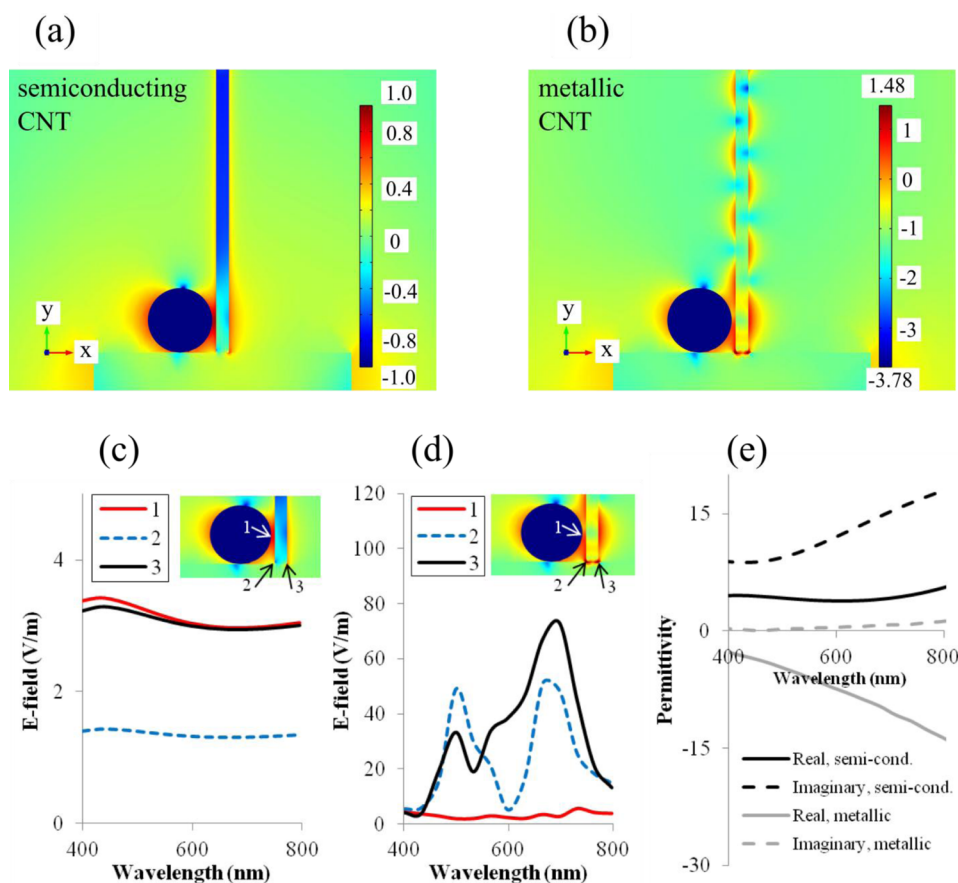 (a)
semiconducting
CNT
1.0
0.8
0.4
0
-0.4
-0.8
-1.0
y
x
(b)
metallic
CNT
1.48
1
0
-1
-2
-3
-3.78
y
x
(c)
1
2
3
1
2
3
E-field (V/m)
4
2
0
400
600
800
Wavelength (nm)
(d)
1
2
3
1
2
3
E-field (V/m)
120
100
80
60
40
20
0
400
600
800
Wavelength (nm)
(e)
Permittivity
15
0
-15
-30
400
600
800
Wavelength (nm)
Real, semi-cond.
Imaginary, semi-cond.
Real, metallic
Imaginary, metallic